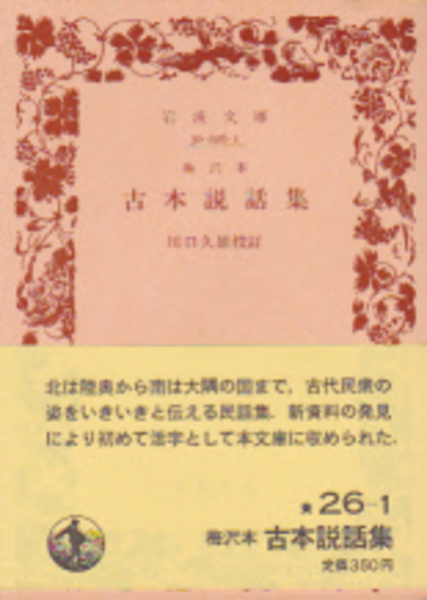 岩波文庫
梅沢本
古本説話集
川口久雄校訂
北は陸奥から南は大隅の国まで、古代民衆の
姿をいきいきと伝える民話集。新資料の発見
により初めて活字として本文庫に収められた。
黄 26-1
梅沢本 古本説話集
定価350円